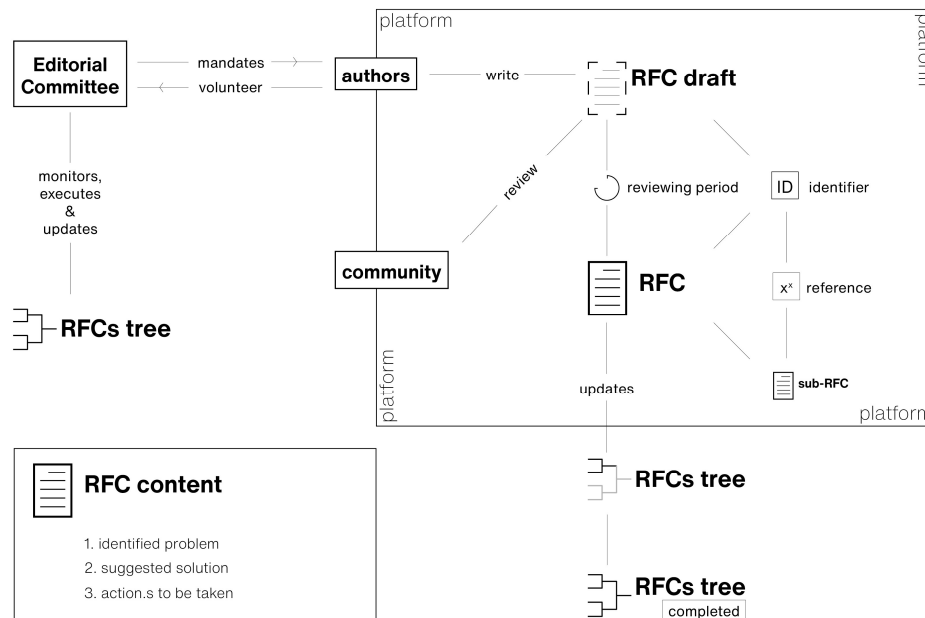 platform
platform
Editorial
Committee
mandates
volunteer
authors
write
RFC draft
monitors,
executes
&
updates
review
reviewing period
ID
identifier
community
RFC
xˣ
reference
RFCs tree
platform
updates
sub-RFC
platform
RFC content
1. identified problem
2. suggested solution
3. action.s to be taken
RFCs tree
RFCs tree
completed